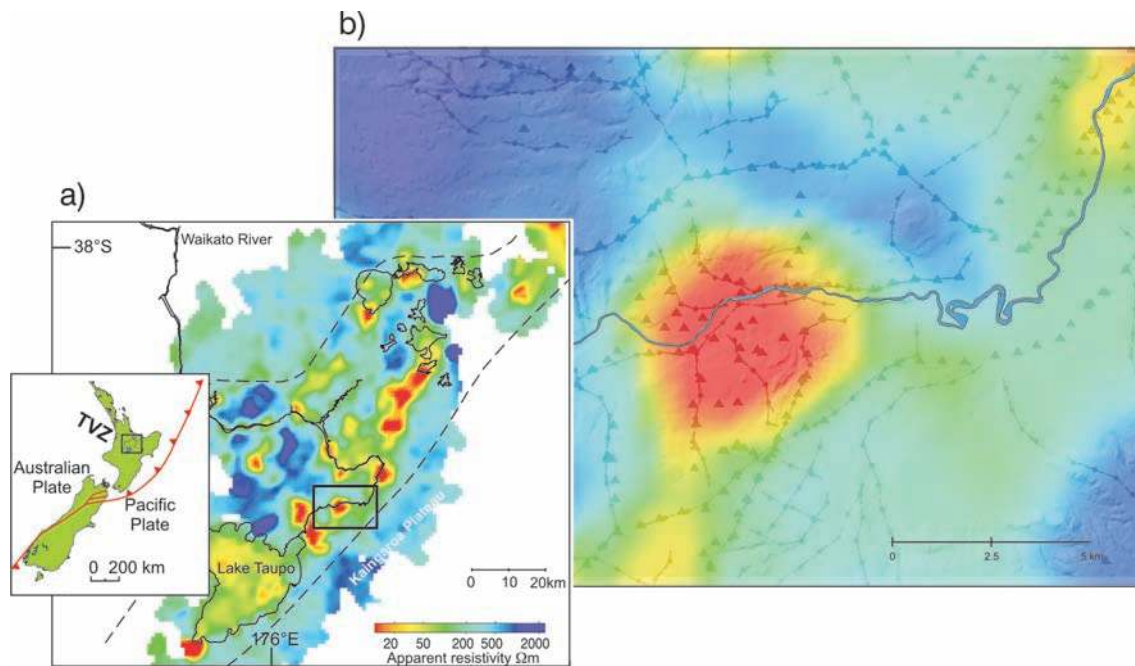 b)
a)
Waikato River
38°S
TVZ
Australian
Plate
Pacific
Plate
0 200 km
Lake Taupo
Kaingaroa Plateau
0 10 20km
176°E
20 50 200 500 2000
Apparent resistivity Ωm
0 2.5 5 km